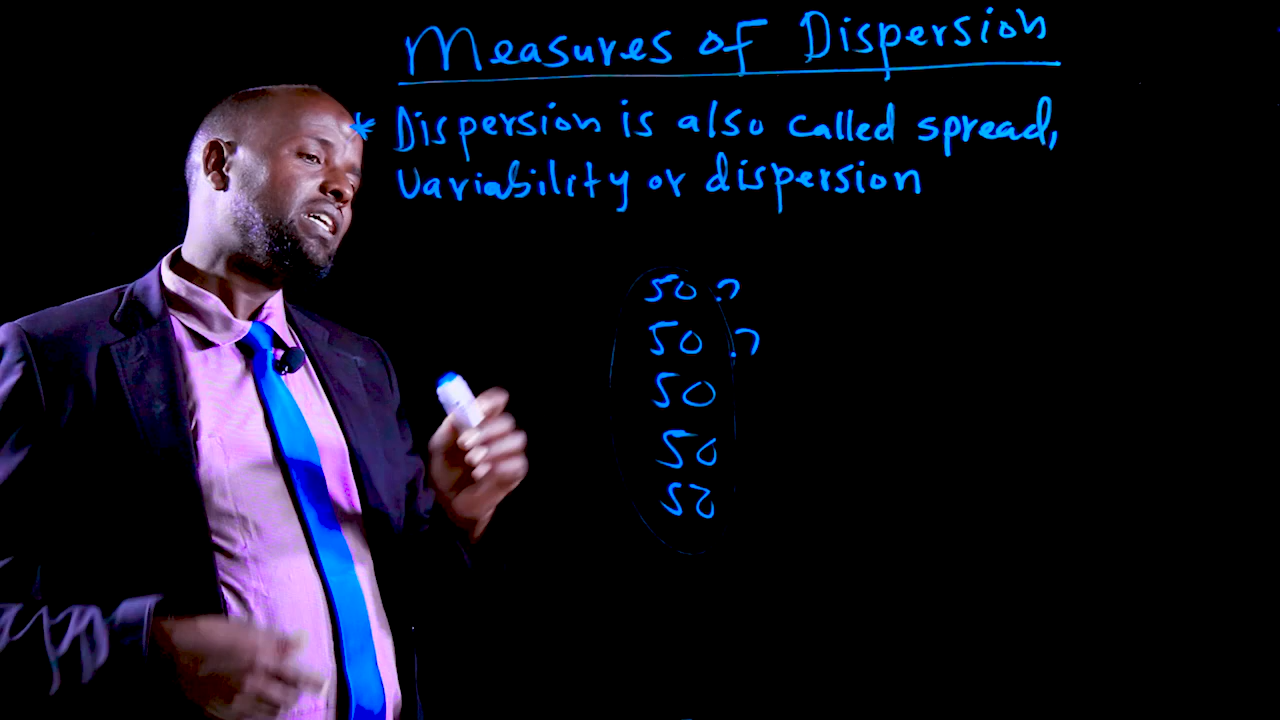 Measures of Dispersion
* Dispersion is also called spread,
variability or dispersion
50 ?
50 ?
50
50
50